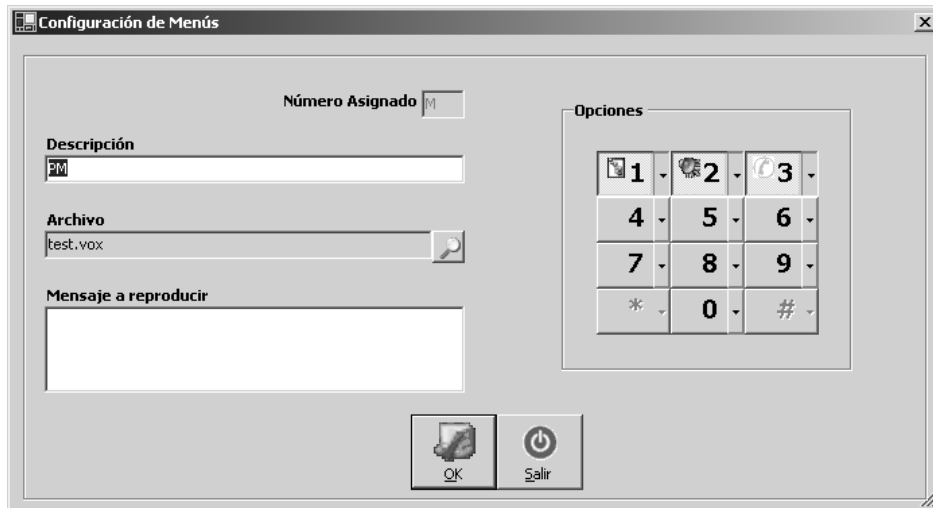 Configuración de Menús
Número Asignado M
Descripción
PM
Archivo
test.vox
Mensaje a reproducir
Opciones
1 2 3
4 5 6
7 8 9
* 0 #
OK Salir